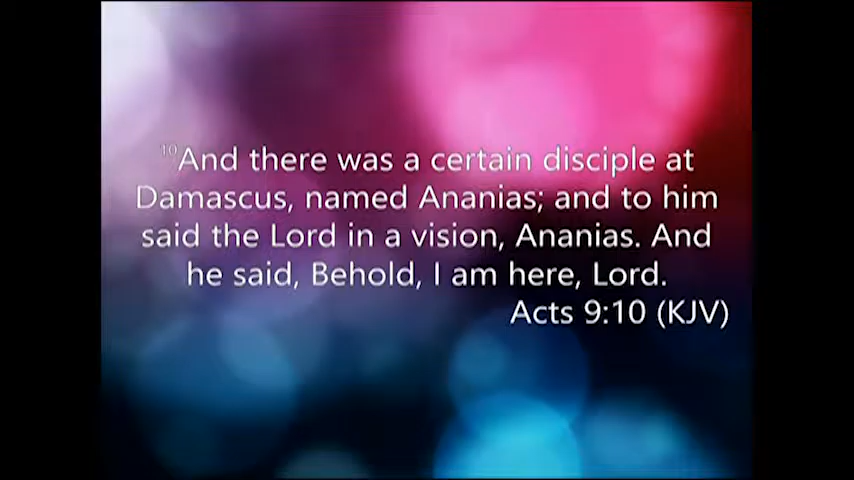 10And there was a certain disciple at
Damascus, named Ananias; and to him
said the Lord in a vision, Ananias. And
he said, Behold, I am here, Lord.
Acts 9:10 (KJV)